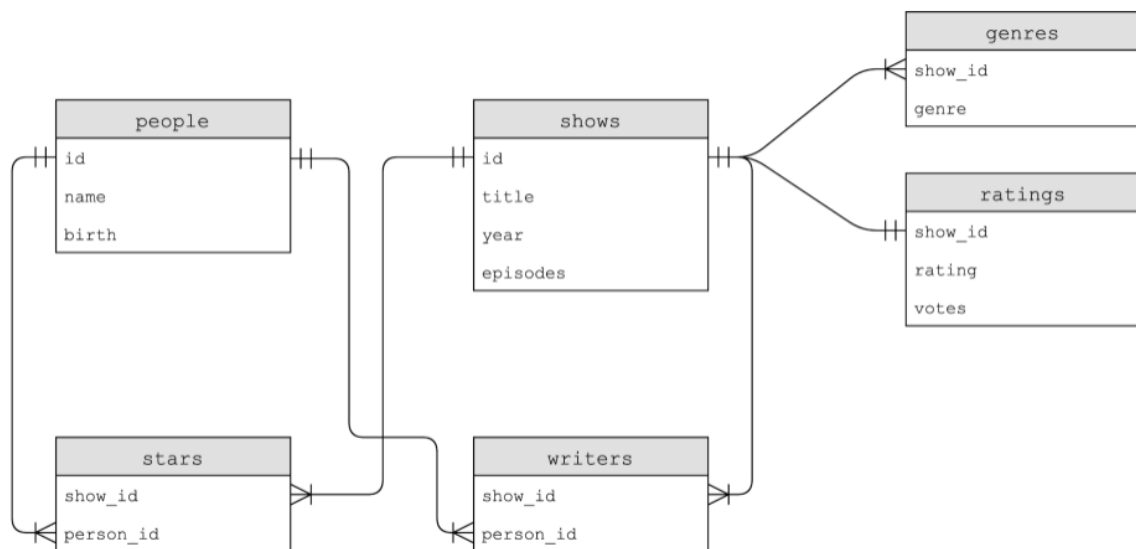 people
id
name
birth
shows
id
title
year
episodes
genres
show_id
genre
ratings
show_id
rating
votes
stars
show_id
person_id
writers
show_id
person_id